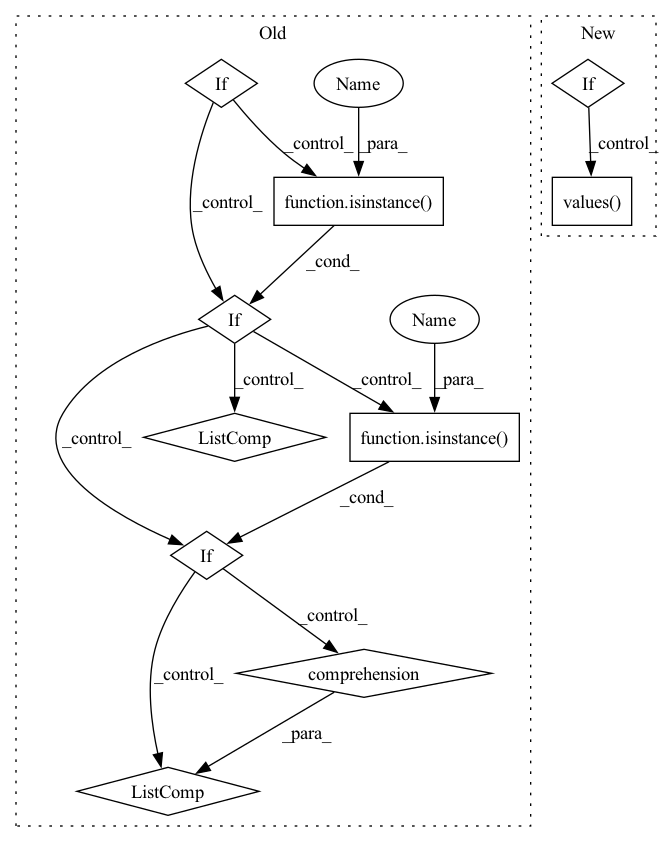 Old
New
If
Name
If
_control_
_para_
_control_
function.isinstance()
values()
_control_
_cond_
If
Name
_control_
_control_
_para_
_control_
ListComp
function.isinstance()
_cond_
If
_control_
_control_
comprehension
_para_
ListComp